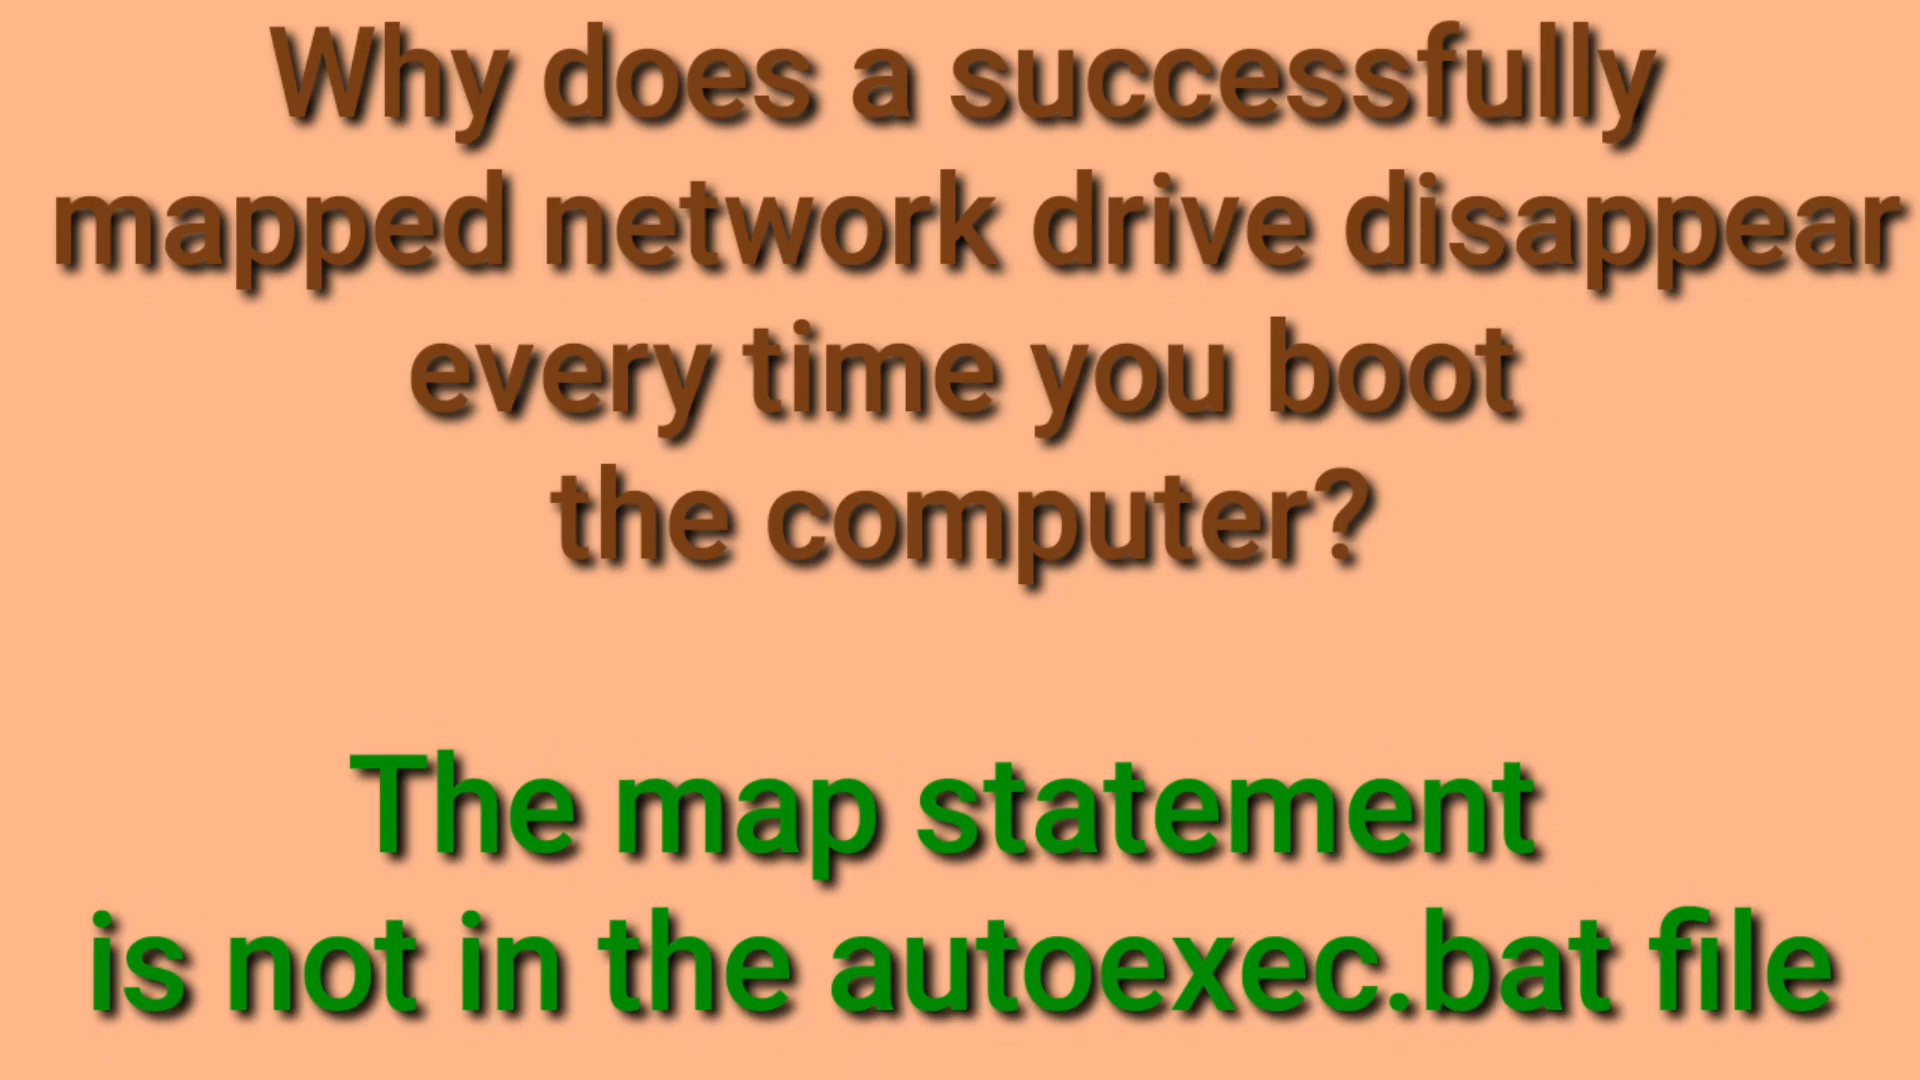 Why does a successfully
mapped network drive disappear
every time you boot
the computer?
The map statement
is not in the autoexec.bat file